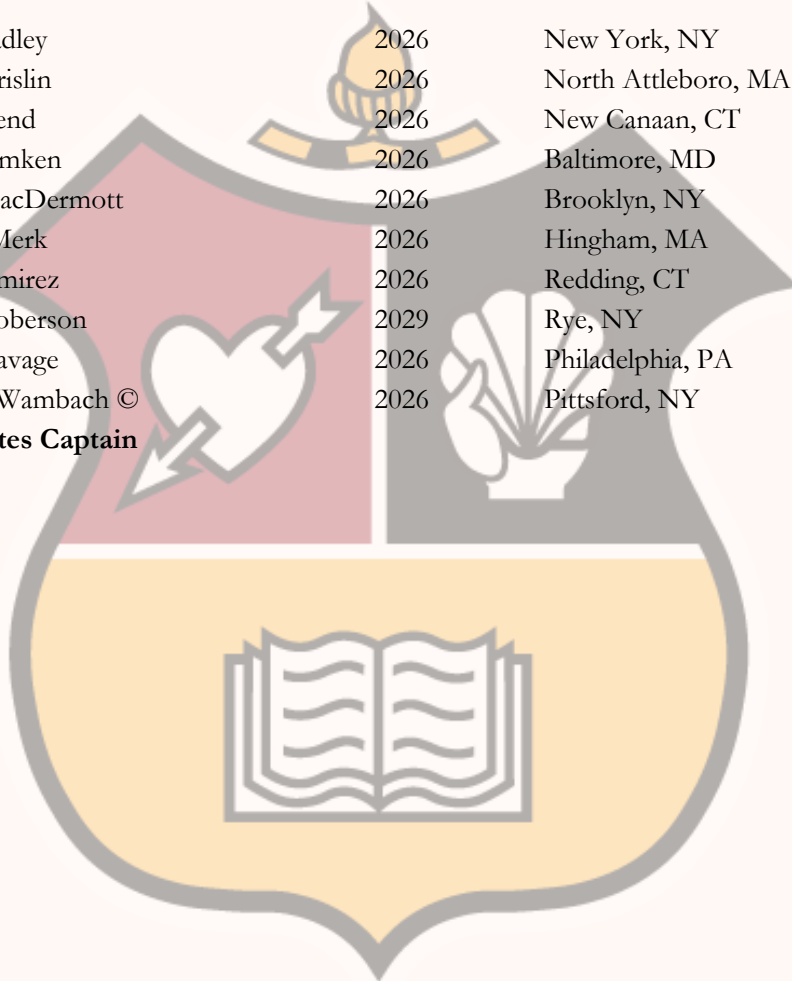 dley 2026 New York, NY
rislin 2026 North Attleboro, MA
end 2026 New Canaan, CT
mken 2026 Baltimore, MD
acDermott 2026 Brooklyn, NY
Merk 2026 Hingham, MA
mirez 2026 Redding, CT
oberson 2029 Rye, NY
avage 2026 Philadelphia, PA
Wambach © 2026 Pittsford, NY
tes Captain